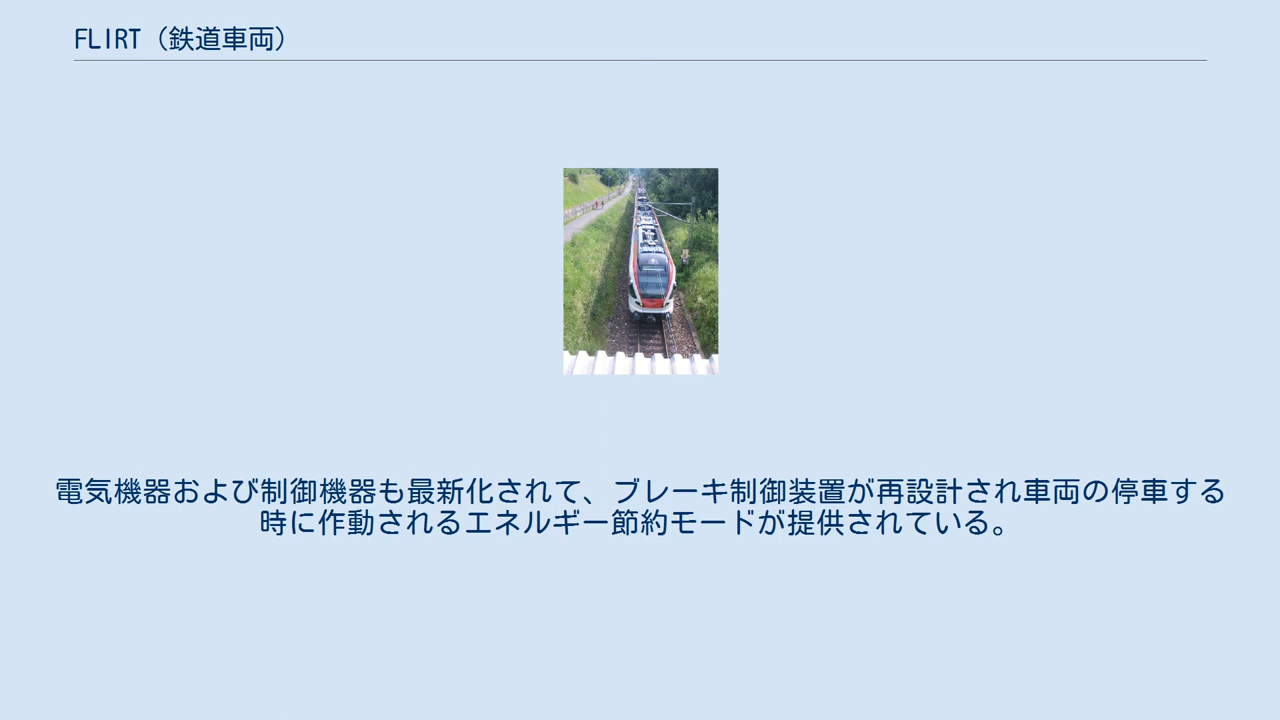 FLIRT（鉄道車両）
電気機器および制御機器も最新化されて、ブレーキ制御装置が再設計され車両の停車する
時に作動されるエネルギー節約モードが提供されている。